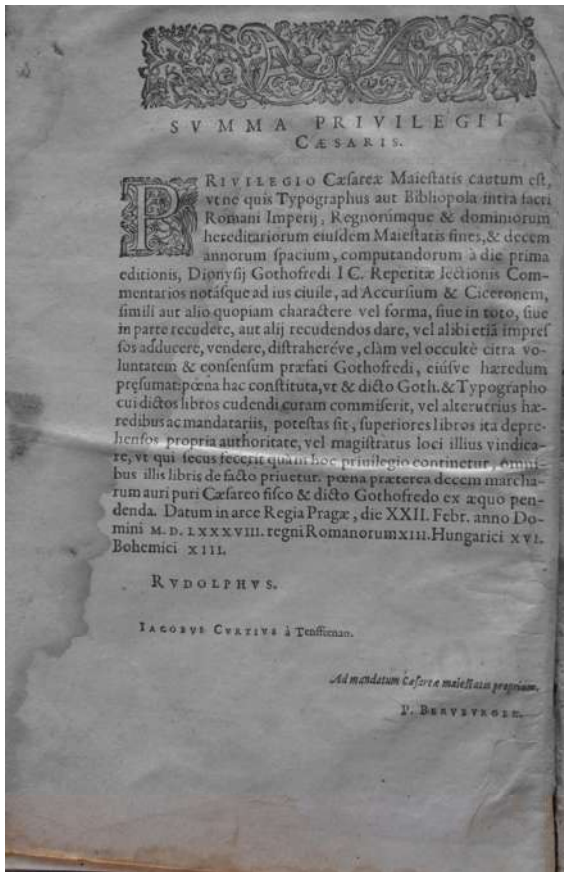 SVMMA PRIVILEGII
CÆSARIS.
PRIVILEGIO Cæſareæ Maieſtatis cautum eſt,
vt ne quis Typographus aut Bibliopola intra ſacri
Romani Imperij, Regnorúmque & dominiorum
hereditariorum eiuſdem Maieſtatis fines, & decem
annorum ſpacium, computandorum à die prima
editionis, Dionyſij Gothofredi I C. Repetitæ lectionis Com-
mentarios notáſque ad ius ciuile, ad Accurſium & Ciceronem,
ſimili aut alio quopiam charactere vel forma, ſiue in toto, ſiue
in parte recudere, aut alij recudendos dare, vel alibi etiã impreſ
ſos adducere, vendere, diſtraheréve, clàm vel occultè citra vo-
luntatem & conſenſum præfati Gothofredi, eiúſve hæredum
pręſumat: pœna hac conſtituta, vt & dicto Goth. & Typographo
cui dictos libros cudendi curam commiſerit, vel alterutrius hæ-
redibus ac mandatariis, poteſtas ſit, ſuperiores libros ita depre-
henſos propria authoritate, vel magiſtratus loci illius vindica-
re, vt qui ſecus fecerit quàm hoc priuilegio continetur, omni-
bus illis libris de facto priuetur. pœna præterea decem marcha-
rum auri puri Cæſareo fiſco & dicto Gothofredo ex æquo pen-
denda. Datum in arce Regia Pragæ, die XXII. Febr. anno Do-
mini M. D. LXXXVIII. regni Romanorum XIII. Hungarici XVI.
Bohemici XIII.
RVDOLPHVS.
IACOBVS CVRTIVS à Tenffenau.
Ad mandatum Cæſareæ maieſtatis proprium.
P.